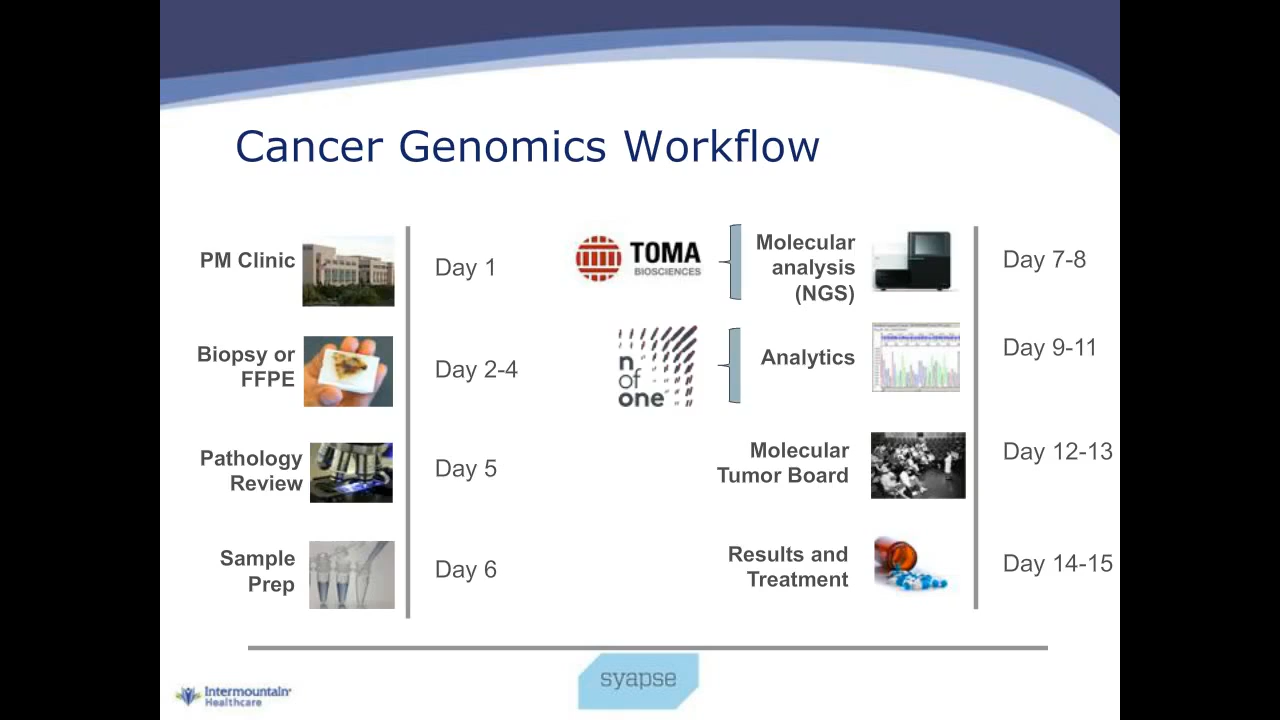 Cancer Genomics Workflow
PM Clinic
Day 1
Biopsy or
FFPE
Day 2-4
Pathology
Review
Day 5
Sample
Prep
Day 6
TOMA
BIOSCIENCES
Molecular
analysis
(NGS)
Day 7-8
n
of
one
Analytics
Day 9-11
Molecular
Tumor Board
Day 12-13
Results and
Treatment
Day 14-15
Intermountain
Healthcare
syapse